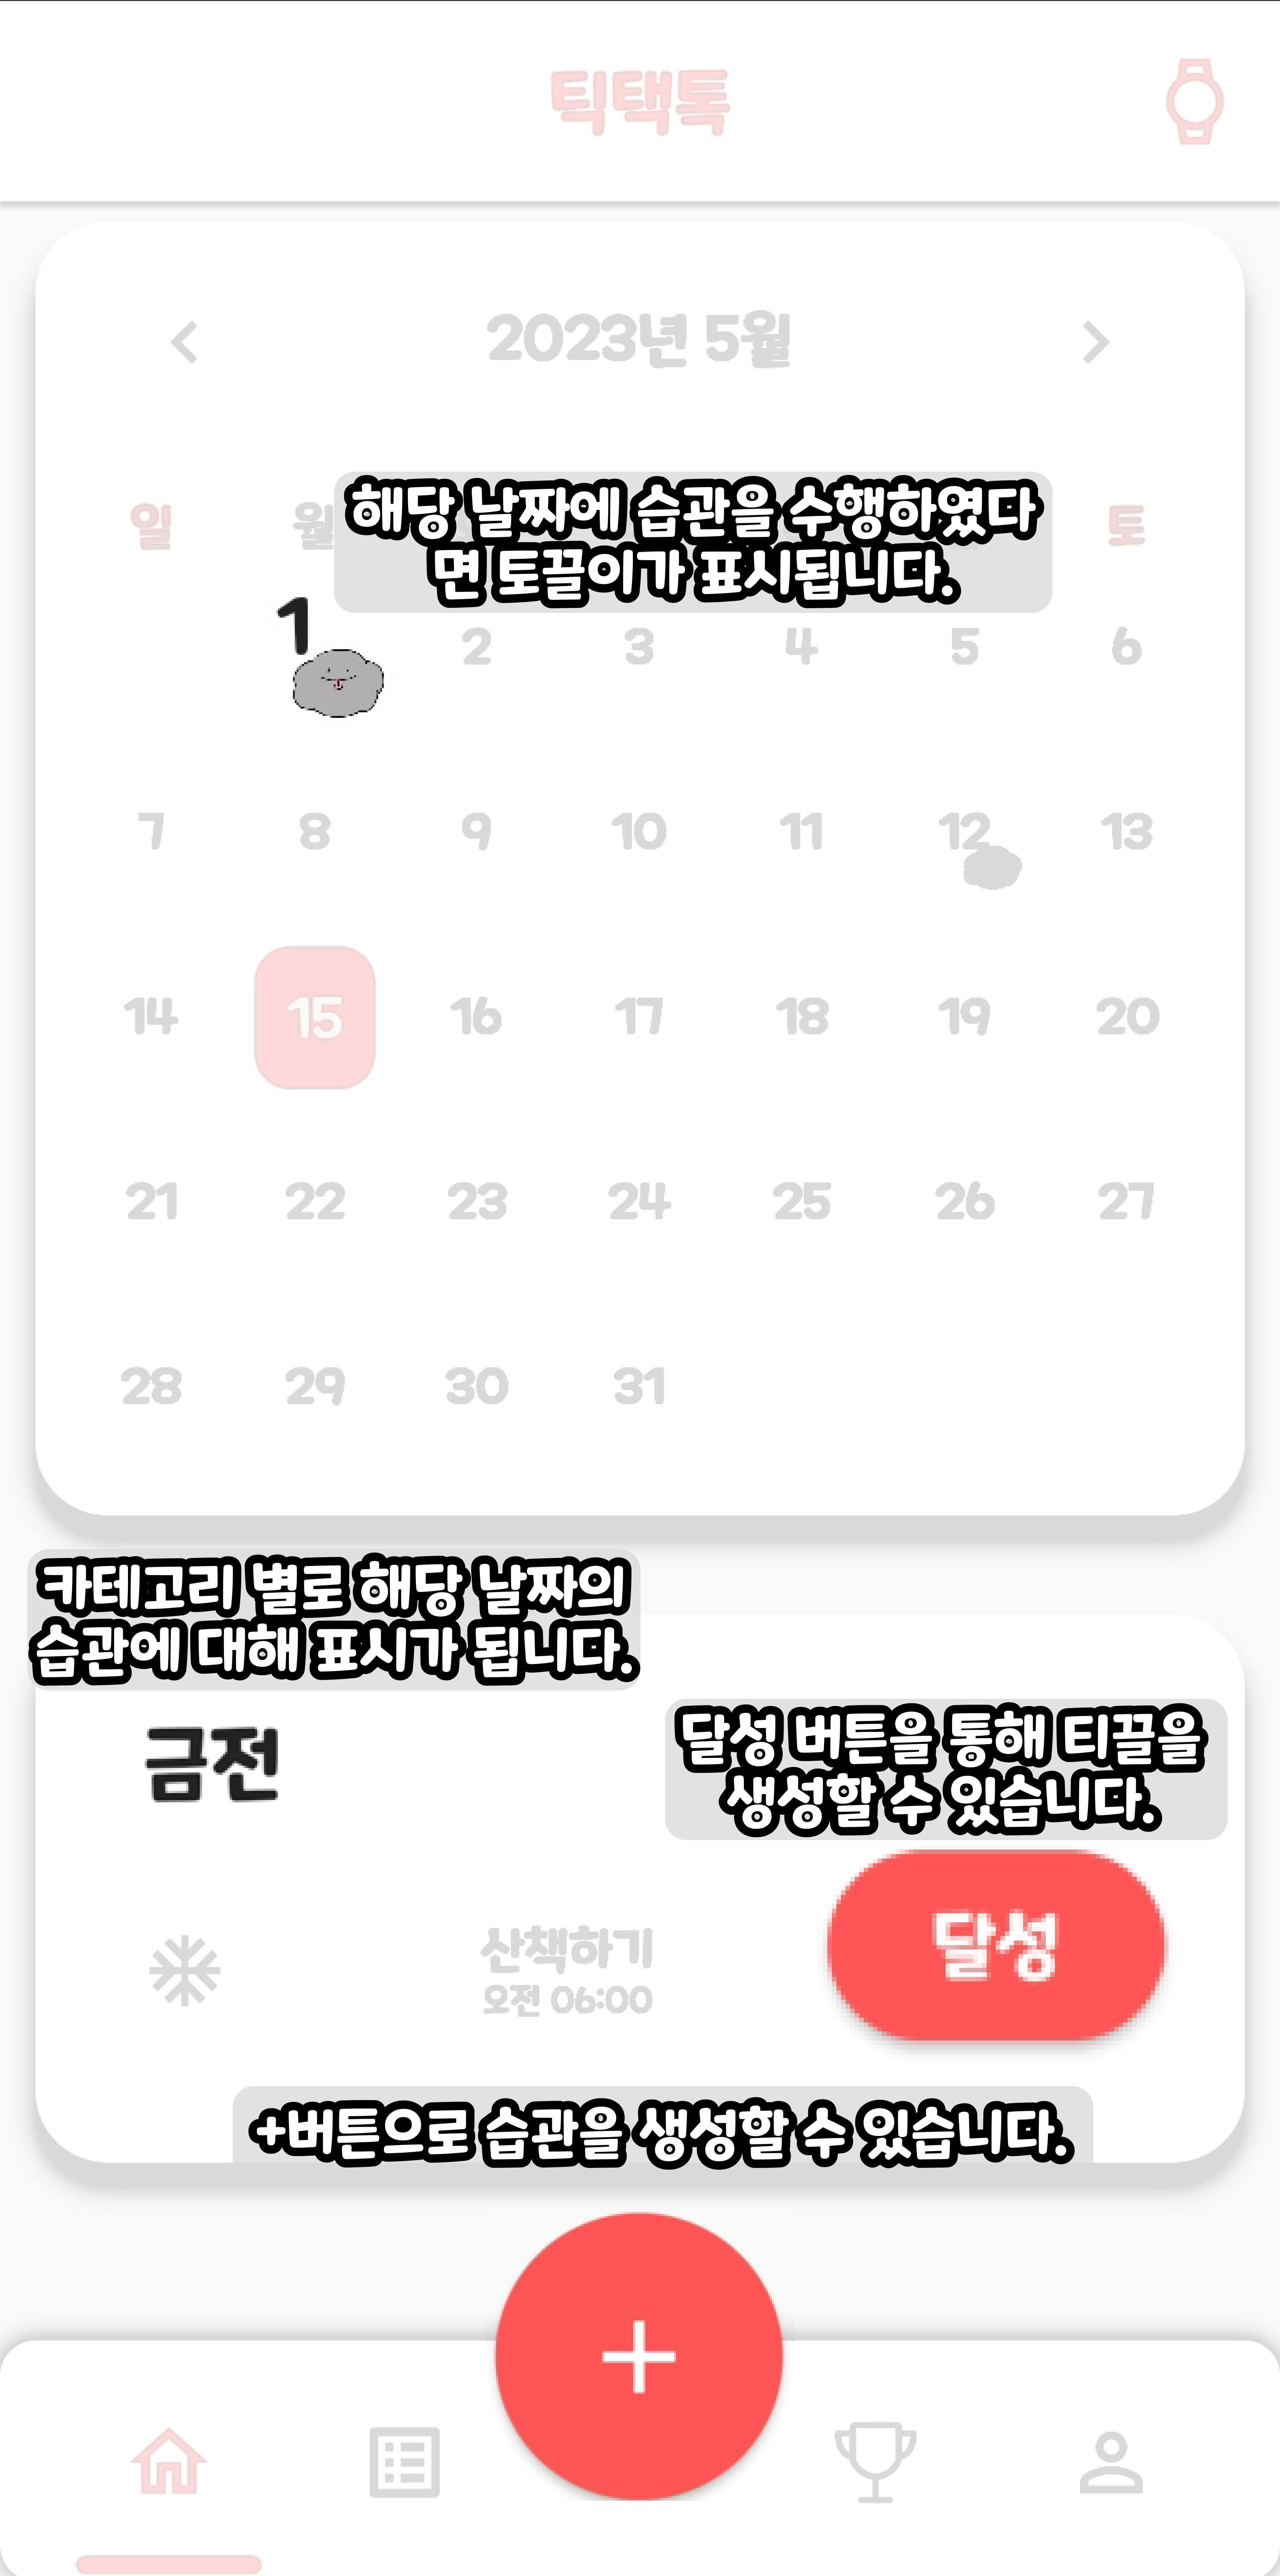 틱택톡
2023년 5월
해당 날짜에 습관을 수행하였다
면 토끌이가 표시됩니다.
일 월 토
1 2 3 4 5 6
7 8 9 10 11 12 13
14 15 16 17 18 19 20
21 22 23 24 25 26 27
28 29 30 31
카테고리 별로 해당 날짜의
습관에 대해 표시가 됩니다.
금전
달성 버튼을 통해 티끌을
생성할 수 있습니다.
산책하기
오전 06:00
달성
+버튼으로 습관을 생성할 수 있습니다.
+